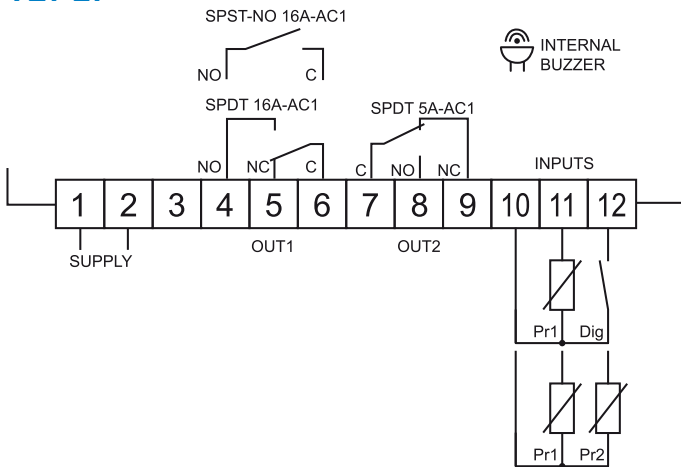 SPST-NO 16A-AC1
INTERNAL
BUZZER
NO C
SPDT 16A-AC1 SPDT 5A-AC1
NO NC C C NO NC INPUTS
1 2 3 4 5 6 7 8 9 10 11 12
SUPPLY OUT1 OUT2
Pr1 Dig
Pr1 Pr2